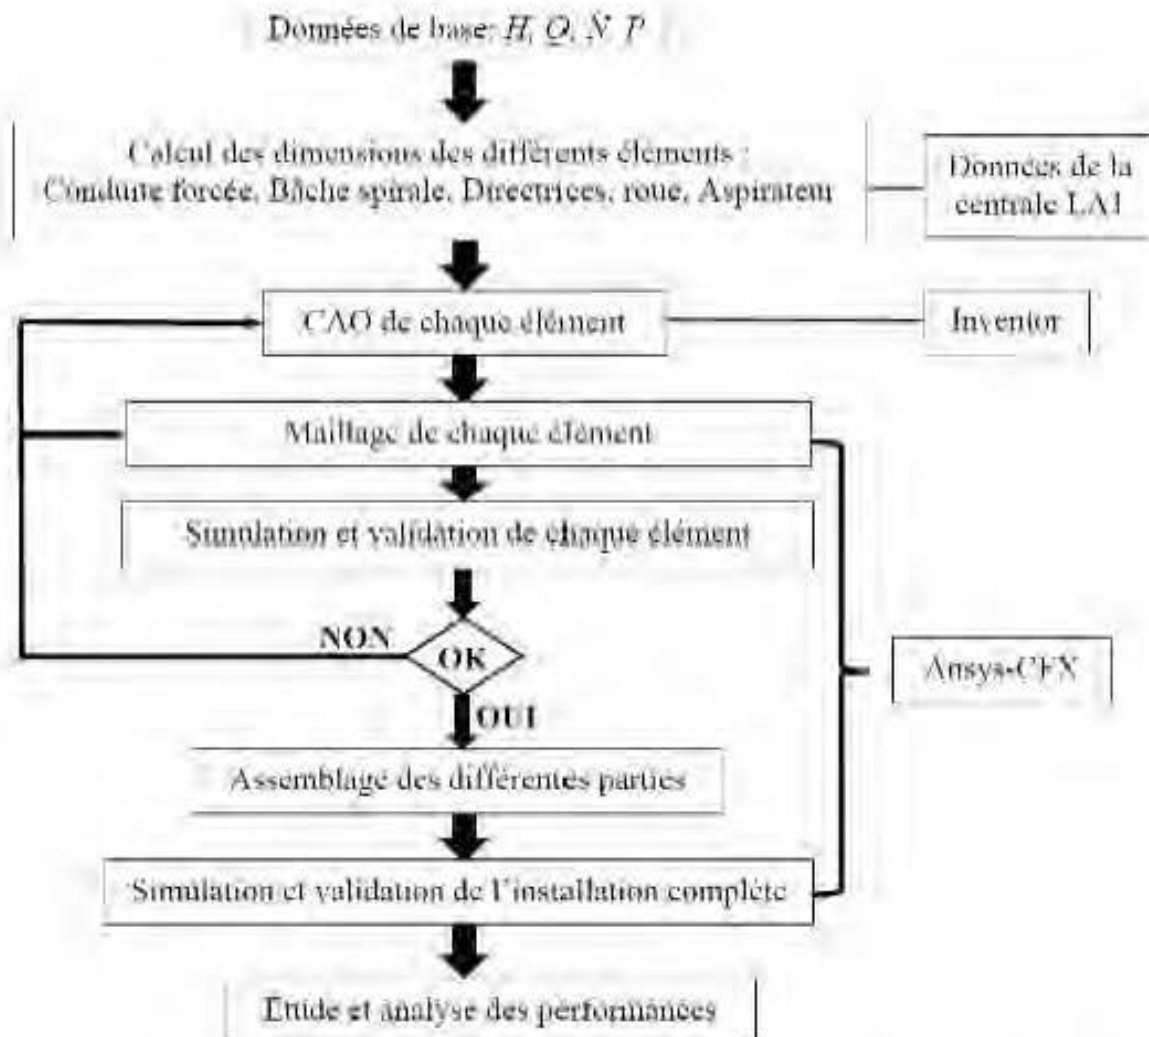 Données de base: H, Q, N P
Calcul des dimensions des différents éléments :
Conduite forcée, Bâche spirale, Directrices, roue, Aspirateur
Données de la
centrale LA1
CAO de chaque élément
Inventor
Maillage de chaque élément
Simulation et validation de chaque élément
NON
OK
OUI
Ansys-CFX
Assemblage des différentes parties
Simulation et validation de l'installation complète
Etude et analyse des performances